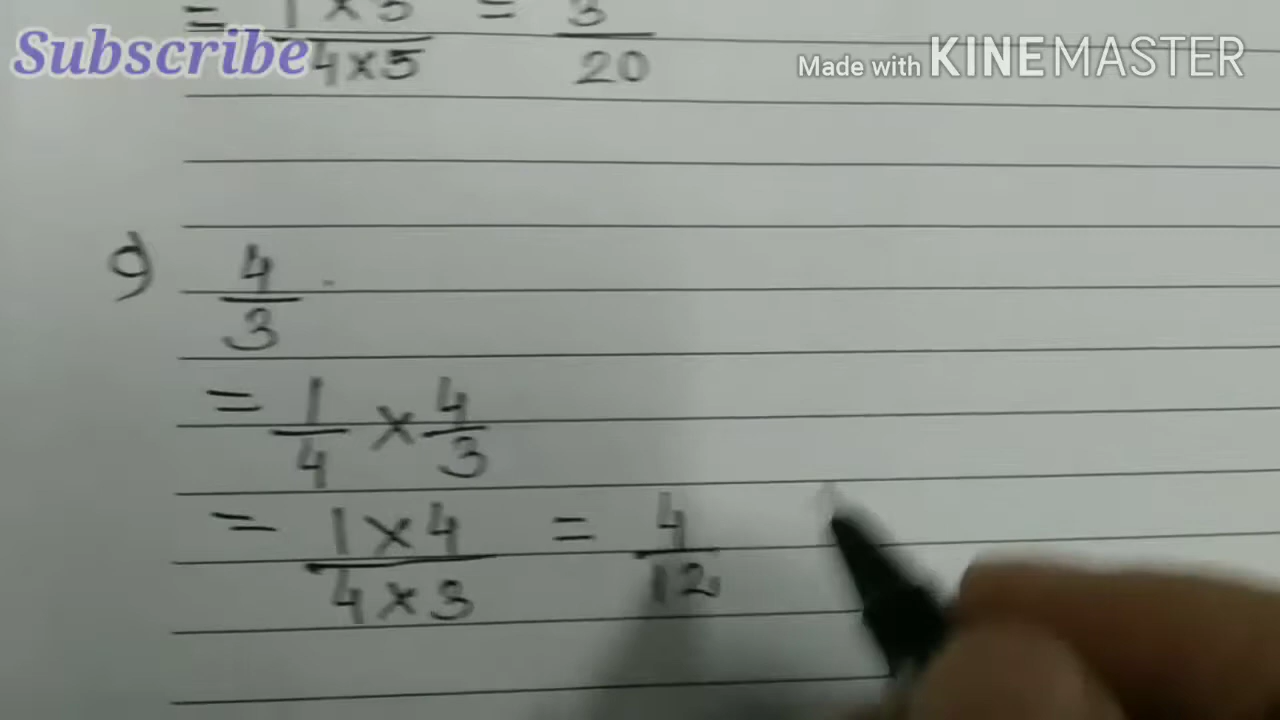 = 1 × 3 = 3
4 × 5 20
Subscribe
Made with KINEMASTER
9) 4
3
= 1 × 4
4 3
= 1 × 4 = 4
4 × 3 12